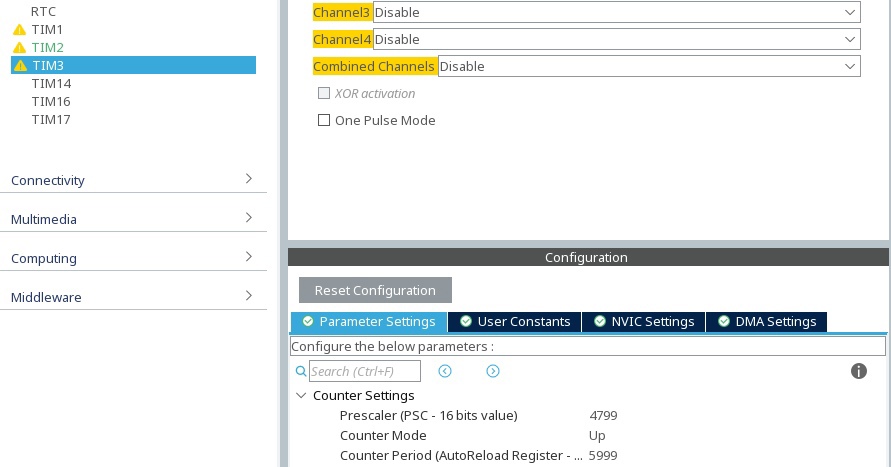 RTC
TIM1
TIM2
TIM3
TIM14
TIM16
TIM17
Connectivity
Multimedia
Computing
Middleware
Channel3 Disable
Channel4 Disable
Combined Channels Disable
XOR activation
One Pulse Mode
Configuration
Reset Configuration
Parameter Settings User Constants NVIC Settings DMA Settings
Configure the below parameters :
Search (Ctrl+F)
Counter Settings
Prescaler (PSC - 16 bits value) 4799
Counter Mode Up
Counter Period (AutoReload Register - ... 5999